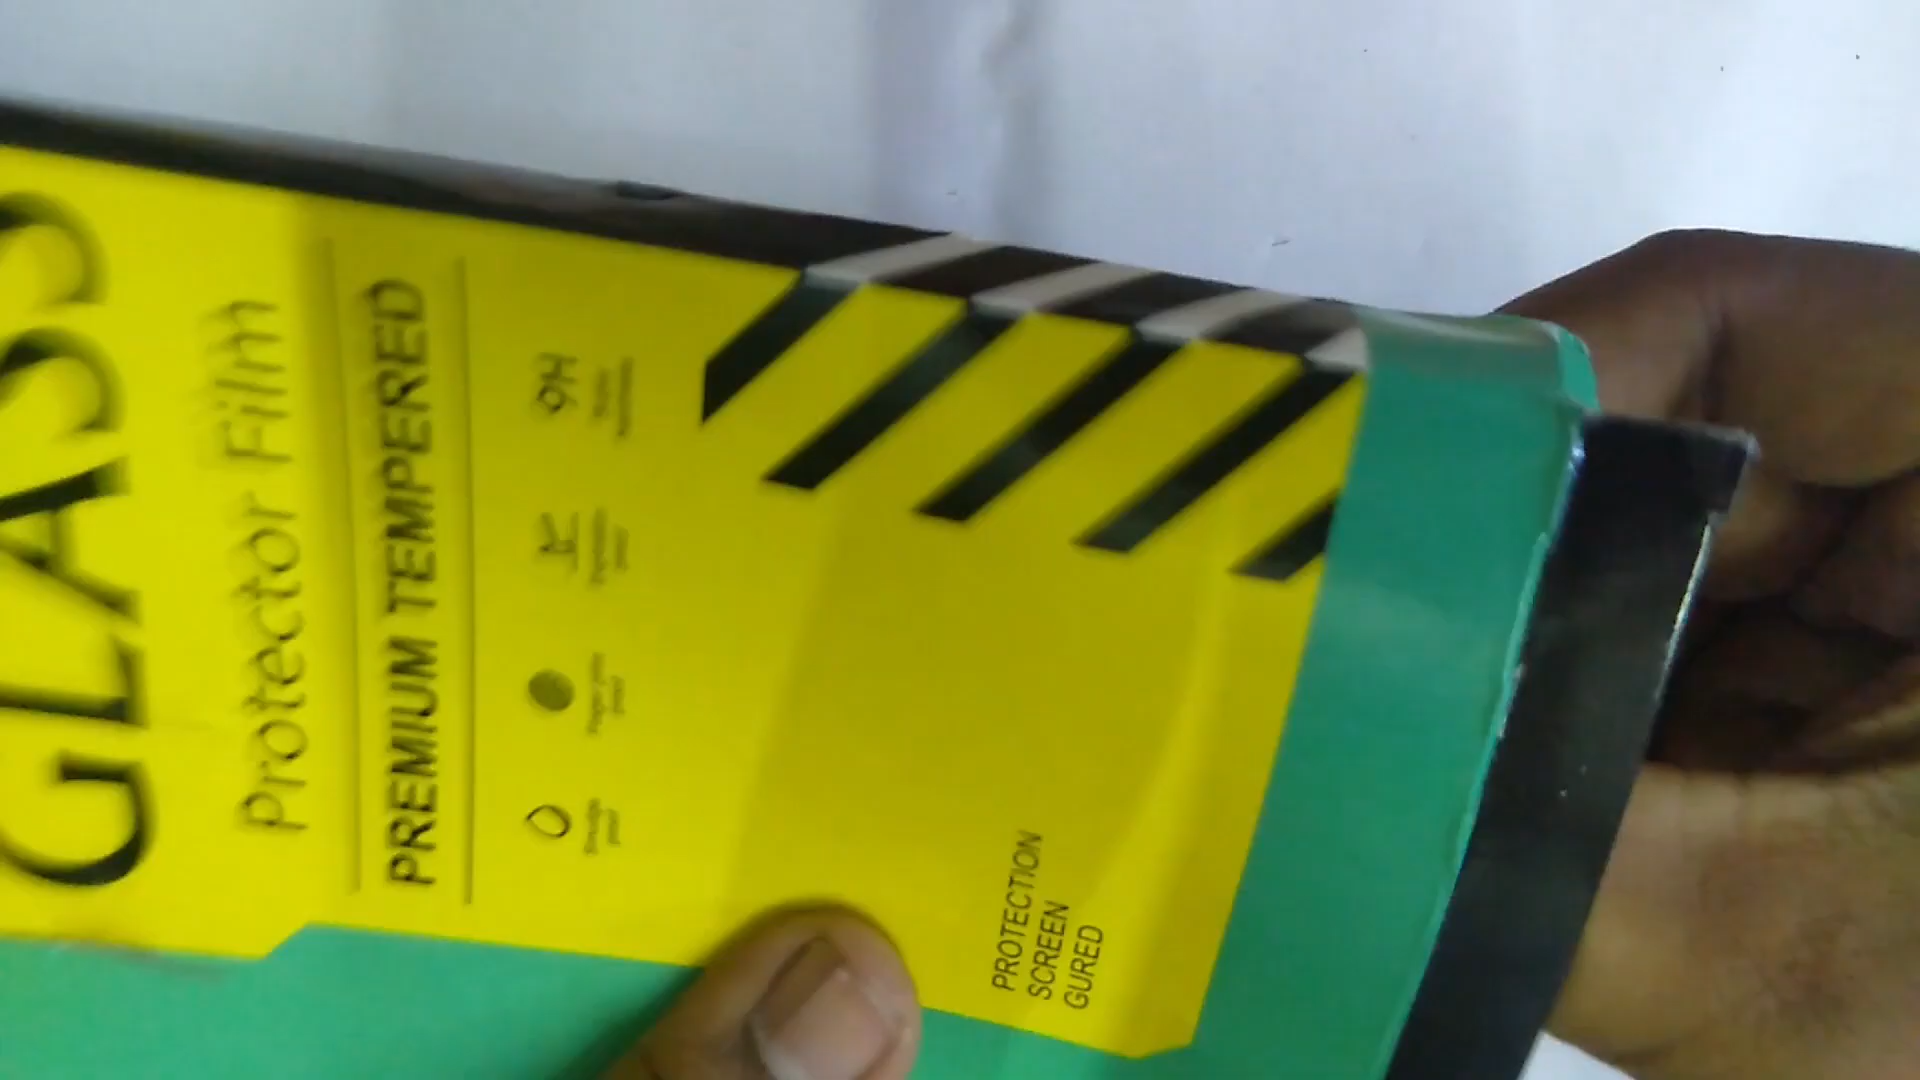 GLASS
Protector Film
PREMIUM TEMPERED
9H
PROTECTION
SCREEN
GURED